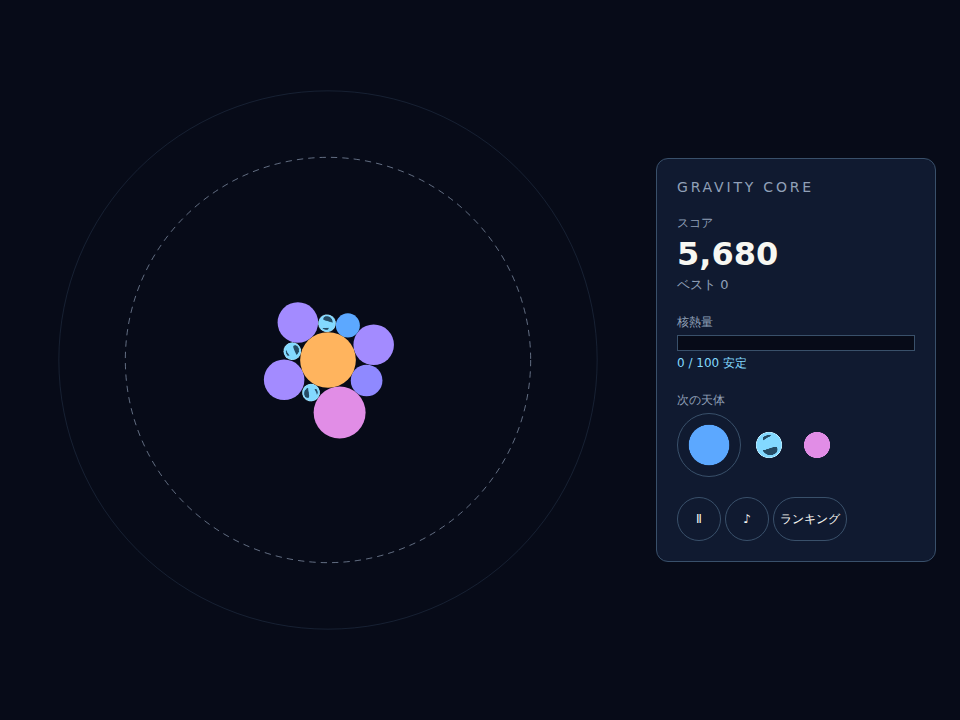 GRAVITY CORE
スコア
5,680
ベスト 0
核熱量
0 / 100 安定
次の天体
Ⅱ ♪ ランキング